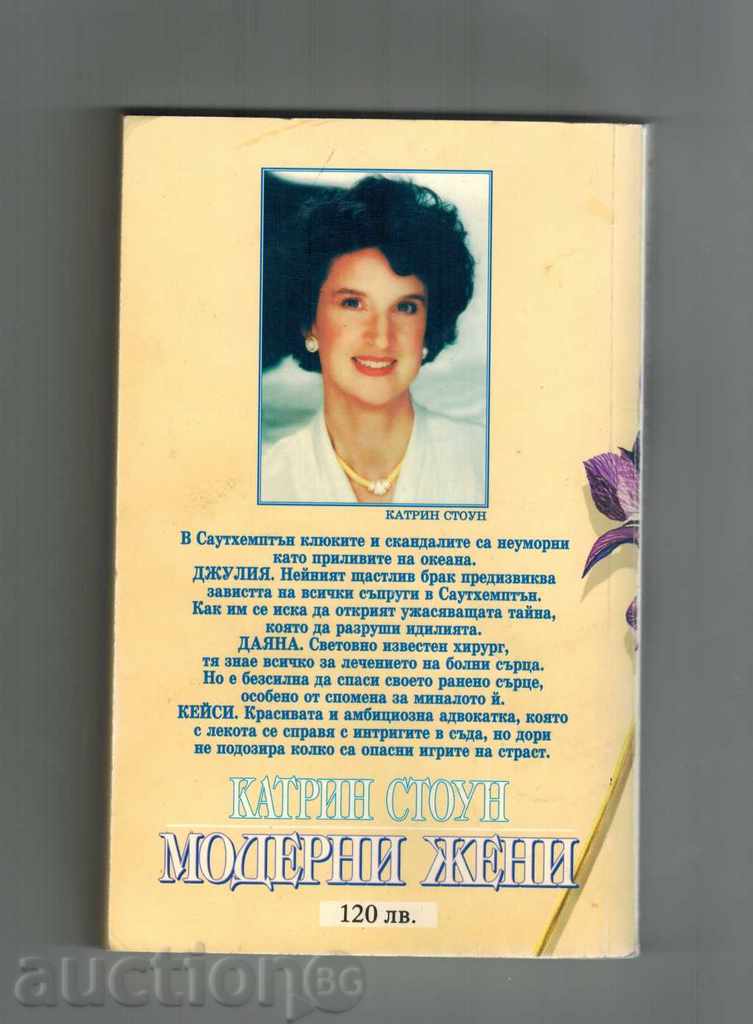 КАТРИН СТОУН
В Саутхемптън клюките и скандалите са неуморни
като приливите на океана.
ДЖУЛИЯ. Нейният щастлив брак предизвиква
завистта на всички съпруги в Саутхемптън.
Как им се иска да открият ужасяващата тайна,
която да разруши идилията.
ДАЯНА. Световно известен хирург,
тя знае всичко за лечението на болни сърца.
Но е безсилна да спаси своето ранено сърце,
особено от спомена за миналото й.
КЕЙСИ. Красивата и амбициозна адвокатка, която
с лекота се справя с интригите в съда, но дори
не подозира колко са опасни игрите на страст.
КАТРИН СТОУН
МОДЕРНИ ЖЕНИ
120 лв.
auctionBG